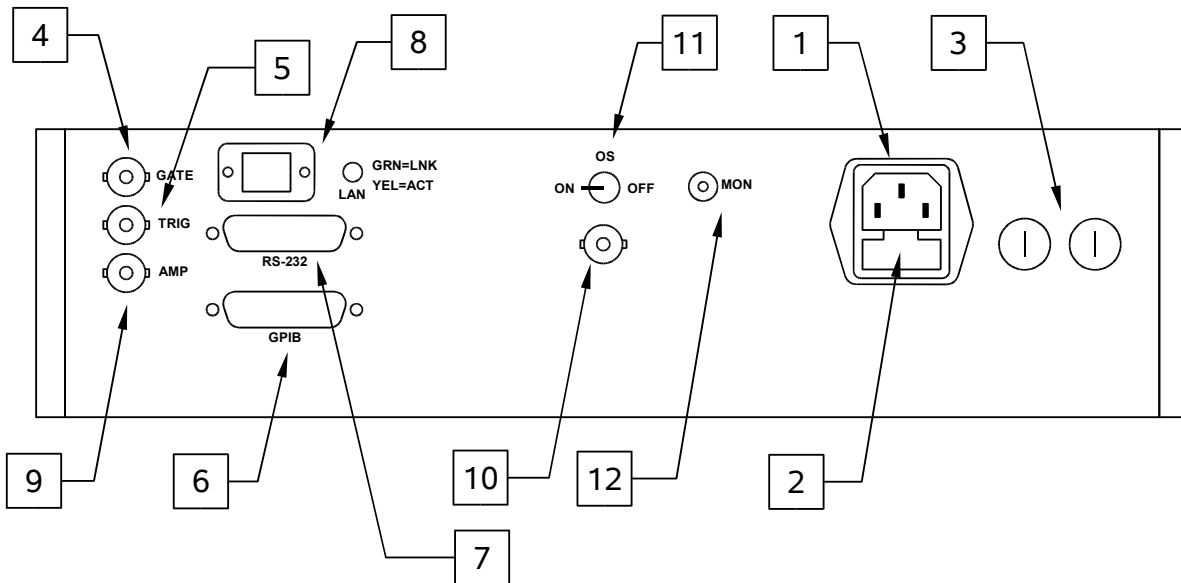 4
5
8
11
1
3
GATE
GRN=LNK
LAN
YEL=ACT
OS
ON
OFF
MON
TRIG
RS-232
AMP
GPIB
9
6
10
12
2
7